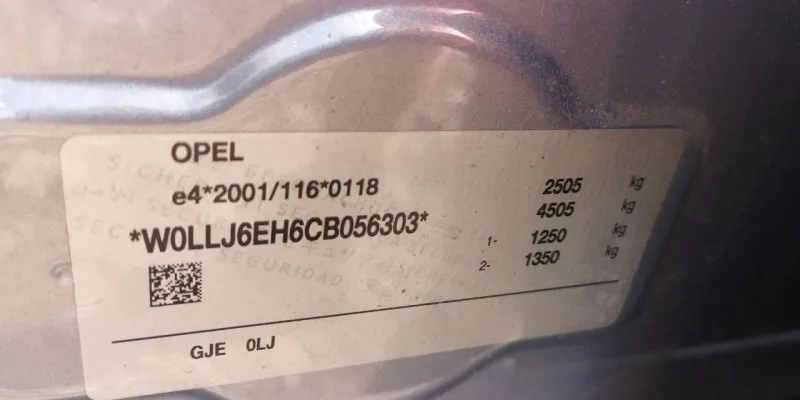 OPEL
e4*2001/116*0118
*W0LLJ6EH6CB056303*
2505 kg
4505 kg
1- 1250 kg
2- 1350 kg
GJE 0LJ